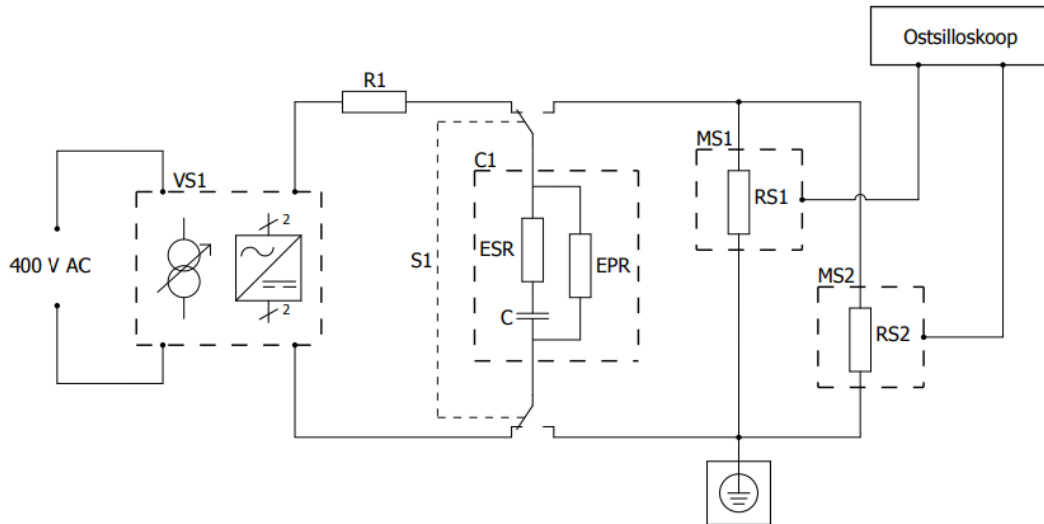 Ostsilloskoop
R1
MS1
C1
VS1
RS1
2
ESR
400 V AC
S1
EPR
MS2
2
C
RS2